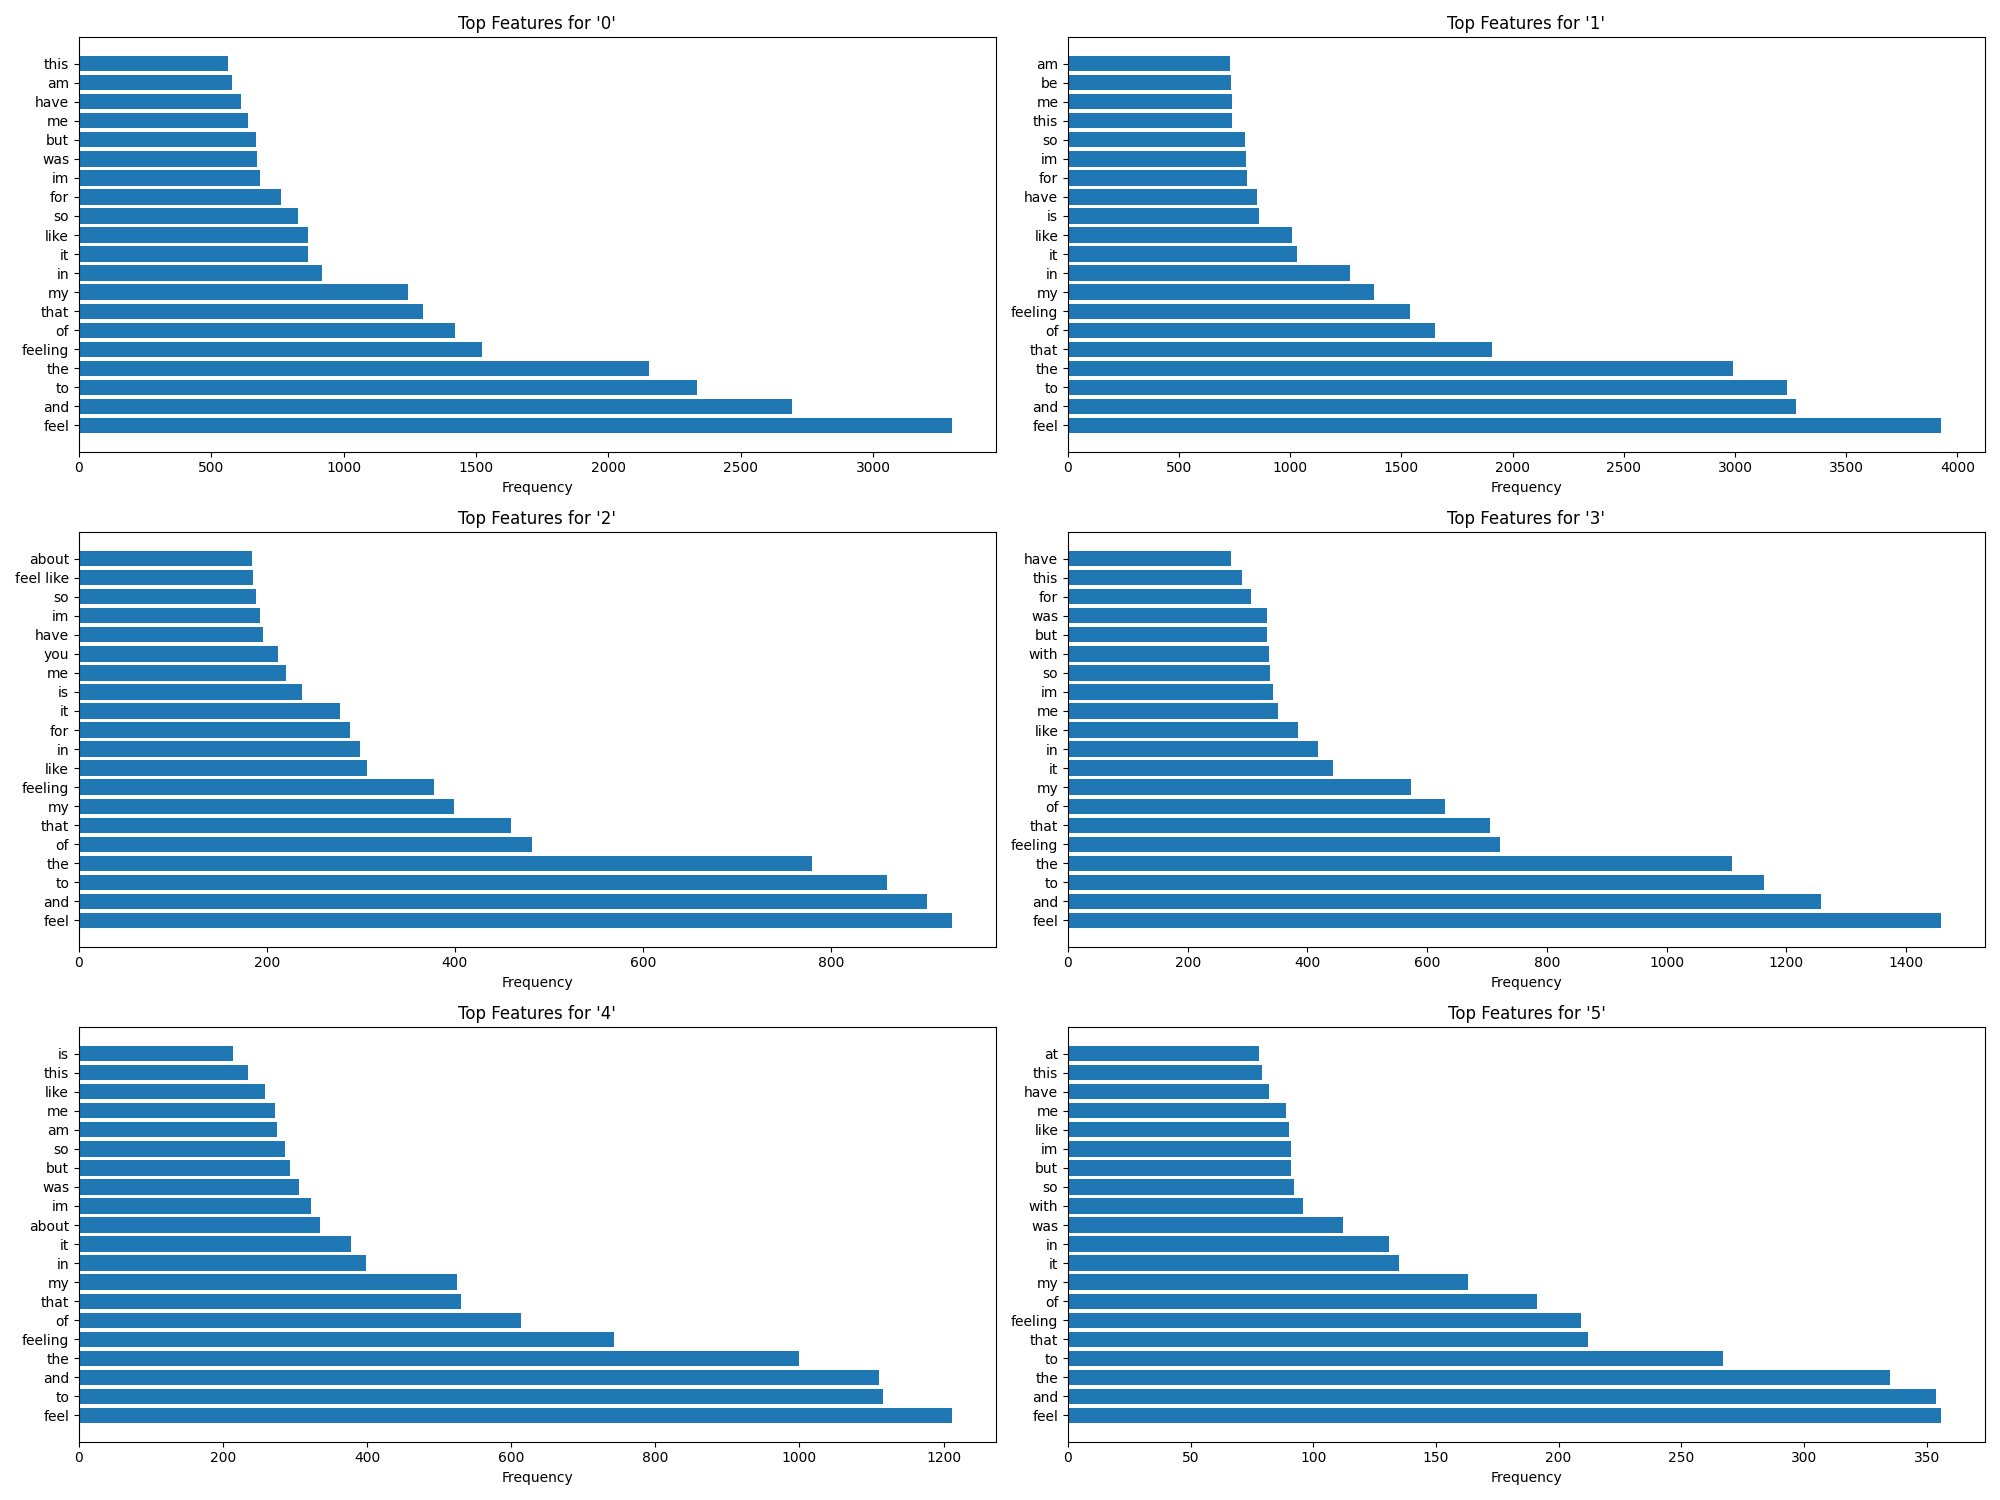 Top Features for '0'
this
am
have
me
but
was
im
for
so
like
it
in
my
that
of
feeling
the
to
and
feel
0 500 1000 1500 2000 2500 3000
Frequency
Top Features for '1'
am
be
me
this
so
im
for
have
is
like
it
in
my
feeling
of
that
the
to
and
feel
0 500 1000 1500 2000 2500 3000 3500 4000
Frequency
Top Features for '2'
about
feel like
so
im
have
you
me
is
it
for
in
like
feeling
my
that
of
the
to
and
feel
0 200 400 600 800
Frequency
Top Features for '3'
have
this
for
was
but
with
so
im
me
like
in
it
my
of
that
feeling
the
to
and
feel
0 200 400 600 800 1000 1200 1400
Frequency
Top Features for '4'
is
this
like
me
am
so
but
was
im
about
it
in
my
that
of
feeling
the
and
to
feel
0 200 400 600 800 1000 1200
Frequency
Top Features for '5'
at
this
have
me
like
im
but
so
with
was
in
it
my
of
feeling
that
to
the
and
feel
0 50 100 150 200 250 300 350
Frequency